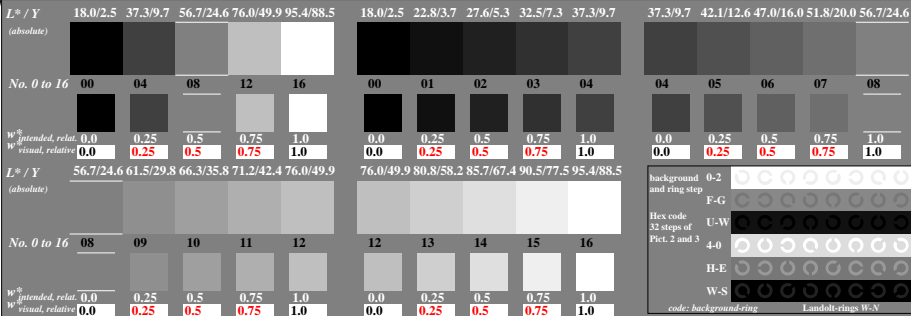 L* / Y 18.0/2.5 37.3/9.7 56.7/24.6 76.0/49.9 95.4/88.5
(absolute)
No. 0 to 16 00 04 08 12 16
w* intended, relat. 0.0 0.25 0.5 0.75 1.0
w* visual, relative 0.0 0.25 0.5 0.75 1.0
18.0/2.5 22.8/3.7 27.6/5.3 32.5/7.3 37.3/9.7
00 01 02 03 04
0.0 0.25 0.5 0.75 1.0
0.0 0.25 0.5 0.75 1.0
37.3/9.7 42.1/12.6 47.0/16.0 51.8/20.0 56.7/24.6
04 05 06 07 08
0.0 0.25 0.5 0.75 1.0
0.0 0.25 0.5 0.75 1.0
L* / Y 56.7/24.6 61.5/29.8 66.3/35.8 71.2/42.4 76.0/49.9
(absolute)
No. 0 to 16 08 09 10 11 12
w* intended, relat. 0.0 0.25 0.5 0.75 1.0
w* visual, relative 0.0 0.25 0.5 0.75 1.0
76.0/49.9 80.8/58.2 85.7/67.4 90.5/77.5 95.4/88.5
12 13 14 15 16
0.0 0.25 0.5 0.75 1.0
0.0 0.25 0.5 0.75 1.0
background 0-2
and ring step
F-G
Hex code U-W
32 steps of
Pict. 2 and 3
4-0
H-E
W-S
code: background-ring Landolt-rings W-N